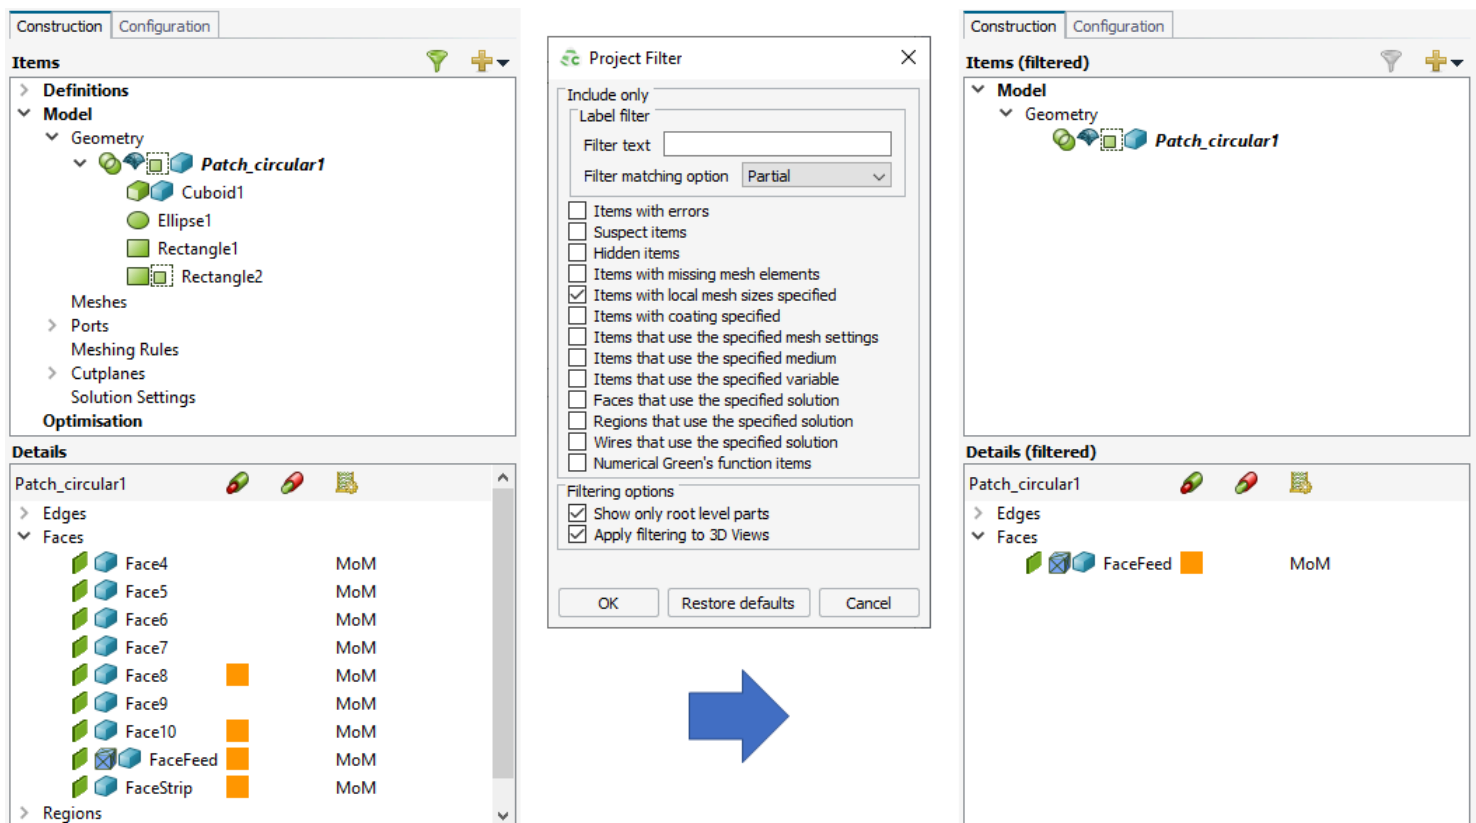 Construction Configuration
Items
Definitions
Model
Geometry
Patch_circular1
Cuboid1
Ellipse1
Rectangle1
Rectangle2
Meshes
Ports
Meshing Rules
Cutplanes
Solution Settings
Optimisation
Details
Patch_circular1
Edges
Faces
Face4 MoM
Face5 MoM
Face6 MoM
Face7 MoM
Face8 MoM
Face9 MoM
Face10 MoM
FaceFeed MoM
FaceStrip MoM
Regions
Project Filter
Include only
Label filter
Filter text
Filter matching option Partial
Items with errors
Suspect items
Hidden items
Items with missing mesh elements
Items with local mesh sizes specified
Items with coating specified
Items that use the specified mesh settings
Items that use the specified medium
Items that use the specified variable
Faces that use the specified solution
Regions that use the specified solution
Wires that use the specified solution
Numerical Green's function items
Filtering options
Show only root level parts
Apply filtering to 3D Views
OK Restore defaults Cancel
Construction Configuration
Items (filtered)
Model
Geometry
Patch_circular1
Details (filtered)
Patch_circular1
Edges
Faces
FaceFeed MoM